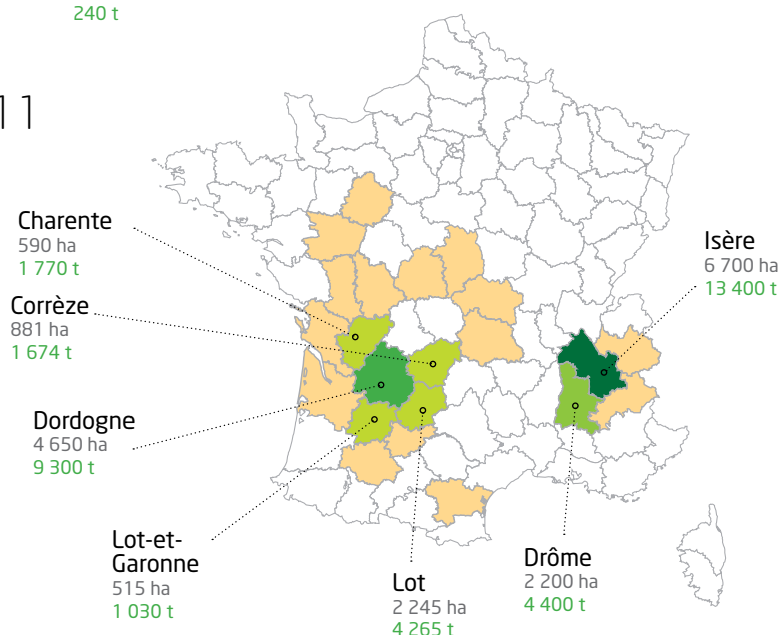 240 t
11
Charente
590 ha
1 770 t
Corrèze
881 ha
1 674 t
Dordogne
4 650 ha
9 300 t
Lot-et-
Garonne
515 ha
1 030 t
Lot
2 245 ha
4 265 t
Drôme
2 200 ha
4 400 t
Isère
6 700 ha
13 400 t